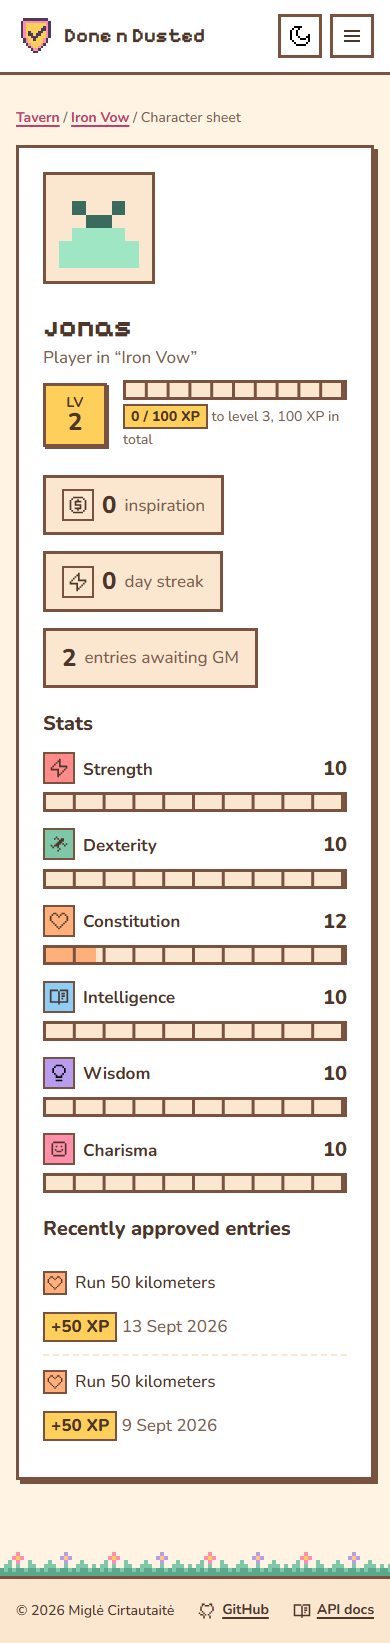 Done n Dusted
Tavern / Iron Vow / Character sheet
Jonas
Player in “Iron Vow”
LV
2
0 / 100 XP to level 3, 100 XP in
total
0 inspiration
0 day streak
2 entries awaiting GM
Stats
Strength 10
Dexterity 10
Constitution 12
Intelligence 10
Wisdom 10
Charisma 10
Recently approved entries
Run 50 kilometers
+50 XP 13 Sept 2026
Run 50 kilometers
+50 XP 9 Sept 2026
© 2026 Miglė Cirtautaitė GitHub API docs